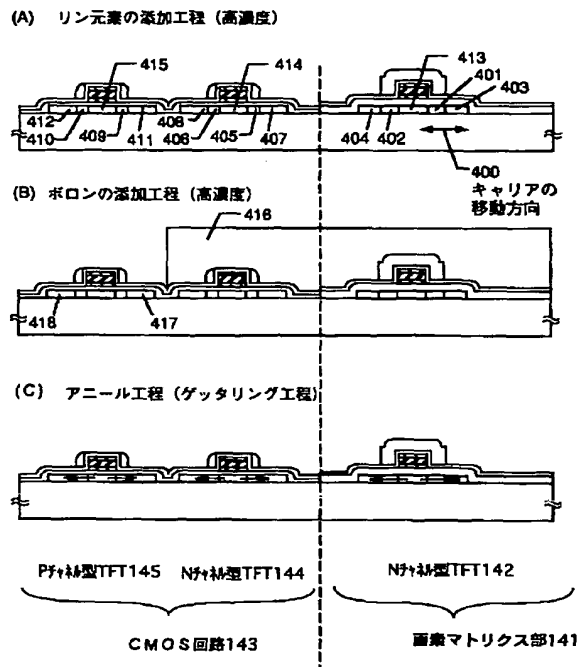 (A) リン元素の添加工程（高濃度）
415 414 413 401 403
412 410 409 411 408 406 405 407 404 402
400
キャリアの
移動方向
(B) ボロンの添加工程（高濃度）
416
418 417
(C) アニール工程（ゲッタリング工程）
Pチャネル型TFT145 Nチャネル型TFT144 Nチャネル型TFT142
CMOS回路143 画素マトリクス部141